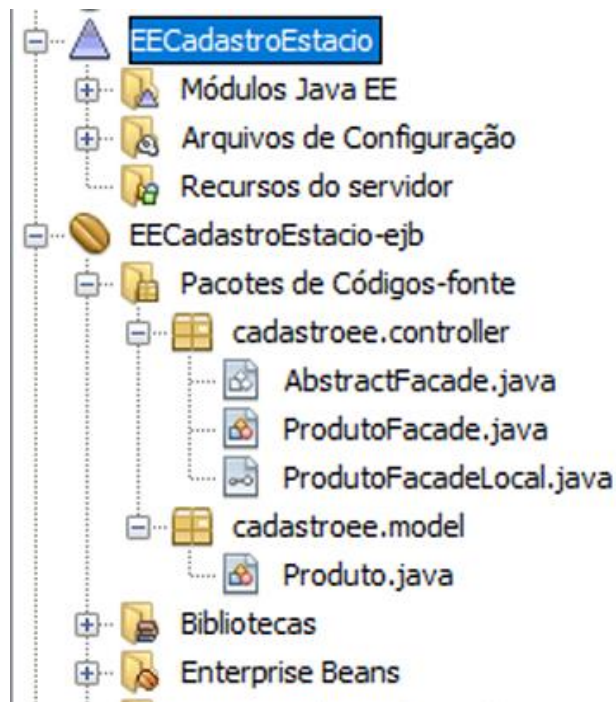 EECadastroEstacio
Módulos Java EE
Arquivos de Configuração
Recursos do servidor
EECadastroEstacio-ejb
Pacotes de Códigos-fonte
cadastroee.controller
AbstractFacade.java
ProdutoFacade.java
ProdutoFacadeLocal.java
cadastroee.model
Produto.java
Bibliotecas
Enterprise Beans